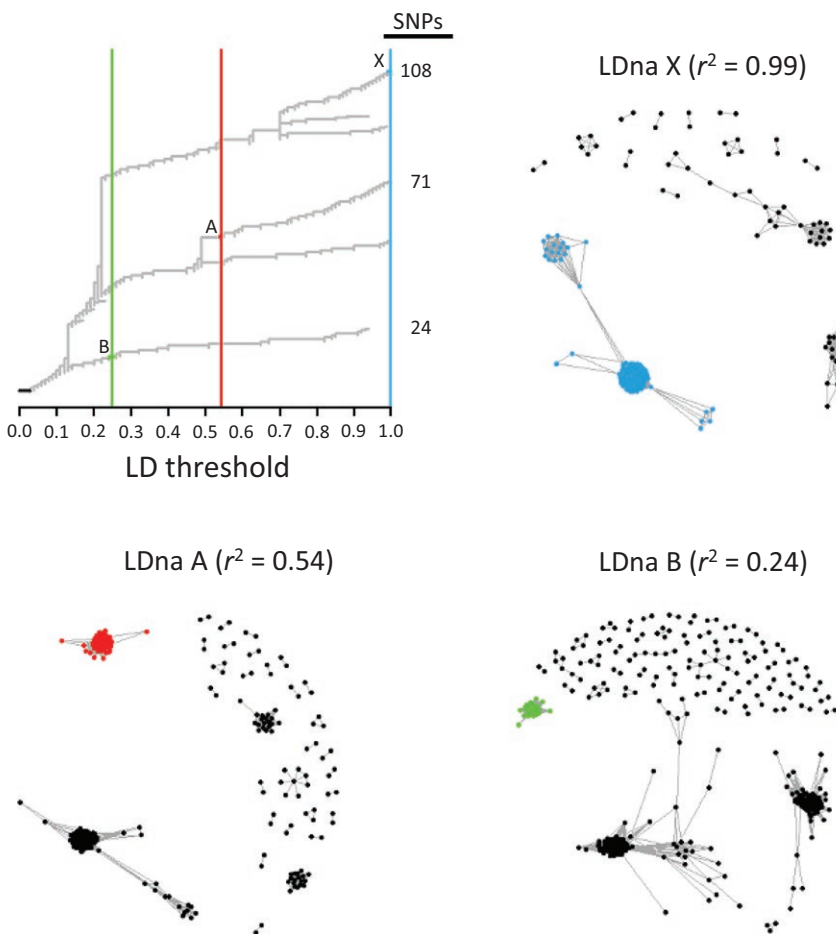 SNPs
X
108
LDna X (r² = 0.99)
71
A
24
B
0.0 0.1 0.2 0.3 0.4 0.5 0.6 0.7 0.8 0.9 1.0
LD threshold
LDna A (r² = 0.54)
LDna B (r² = 0.24)